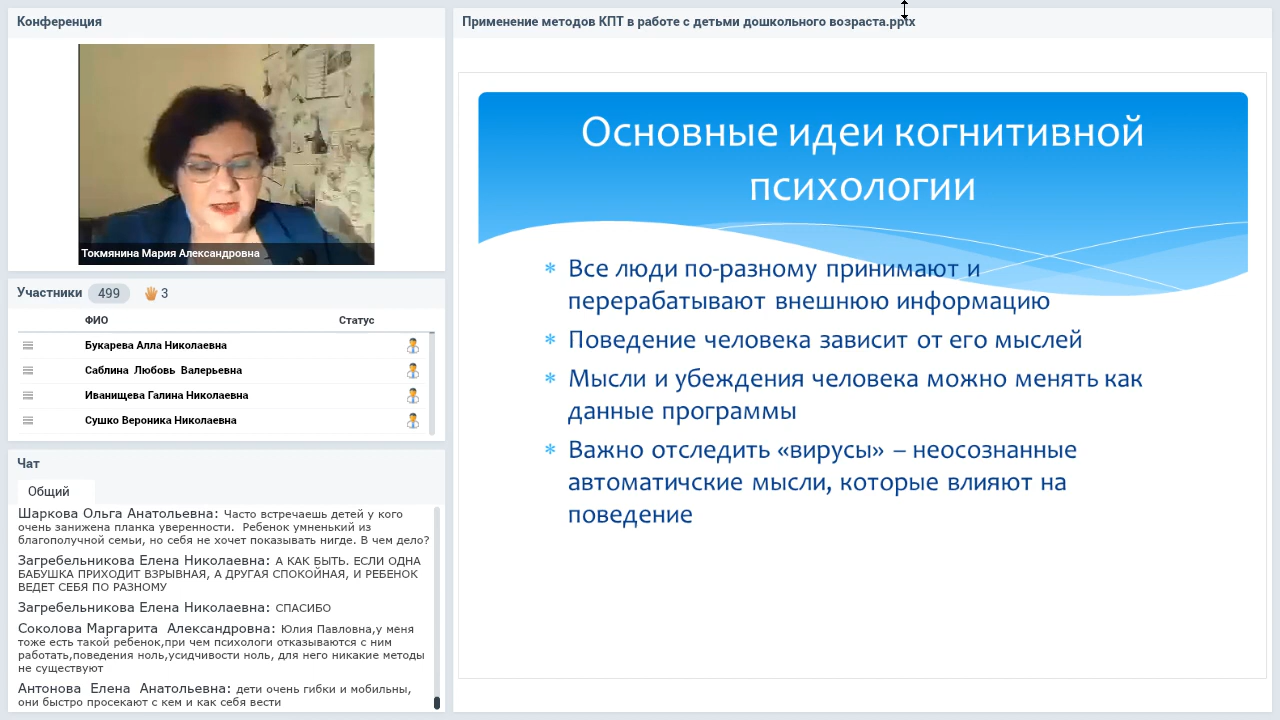 Конференция
Токмянина Мария Александровна
Участники 499 3
ФИО Статус
Букарева Алла Николаевна
Саблина Любовь Валерьевна
Иванищева Галина Николаевна
Сушко Вероника Николаевна
Чат
Общий
Шаркова Ольга Анатольевна: Часто встречаешь детей у кого
очень занижена планка уверенности. Ребенок умненький из
благополучной семьи, но себя не хочет показывать нигде. В чем дело?
Загребельникова Елена Николаевна: А КАК БЫТЬ. ЕСЛИ ОДНА
БАБУШКА ПРИХОДИТ ВЗРЫВНАЯ, А ДРУГАЯ СПОКОЙНАЯ, И РЕБЕНОК
ВЕДЕТ СЕБЯ ПО РАЗНОМУ
Загребельникова Елена Николаевна: СПАСИБО
Соколова Маргарита Александровна: Юлия Павловна,у меня
тоже есть такой ребенок,при чем психологи отказываются с ним
работать,поведения ноль,усидчивости ноль, для него никакие методы
не существуют
Антонова Елена Анатольевна: дети очень гибки и мобильны,
они быстро просекают с кем и как себя вести
Применение методов КПТ в работе с детьми дошкольного возраста.pptx
Основные идеи когнитивной
психологии
Все люди по-разному принимают и
перерабатывают внешнюю информацию
Поведение человека зависит от его мыслей
Мысли и убеждения человека можно менять как
данные программы
Важно отследить «вирусы» – неосознанные
автоматичские мысли, которые влияют на
поведение